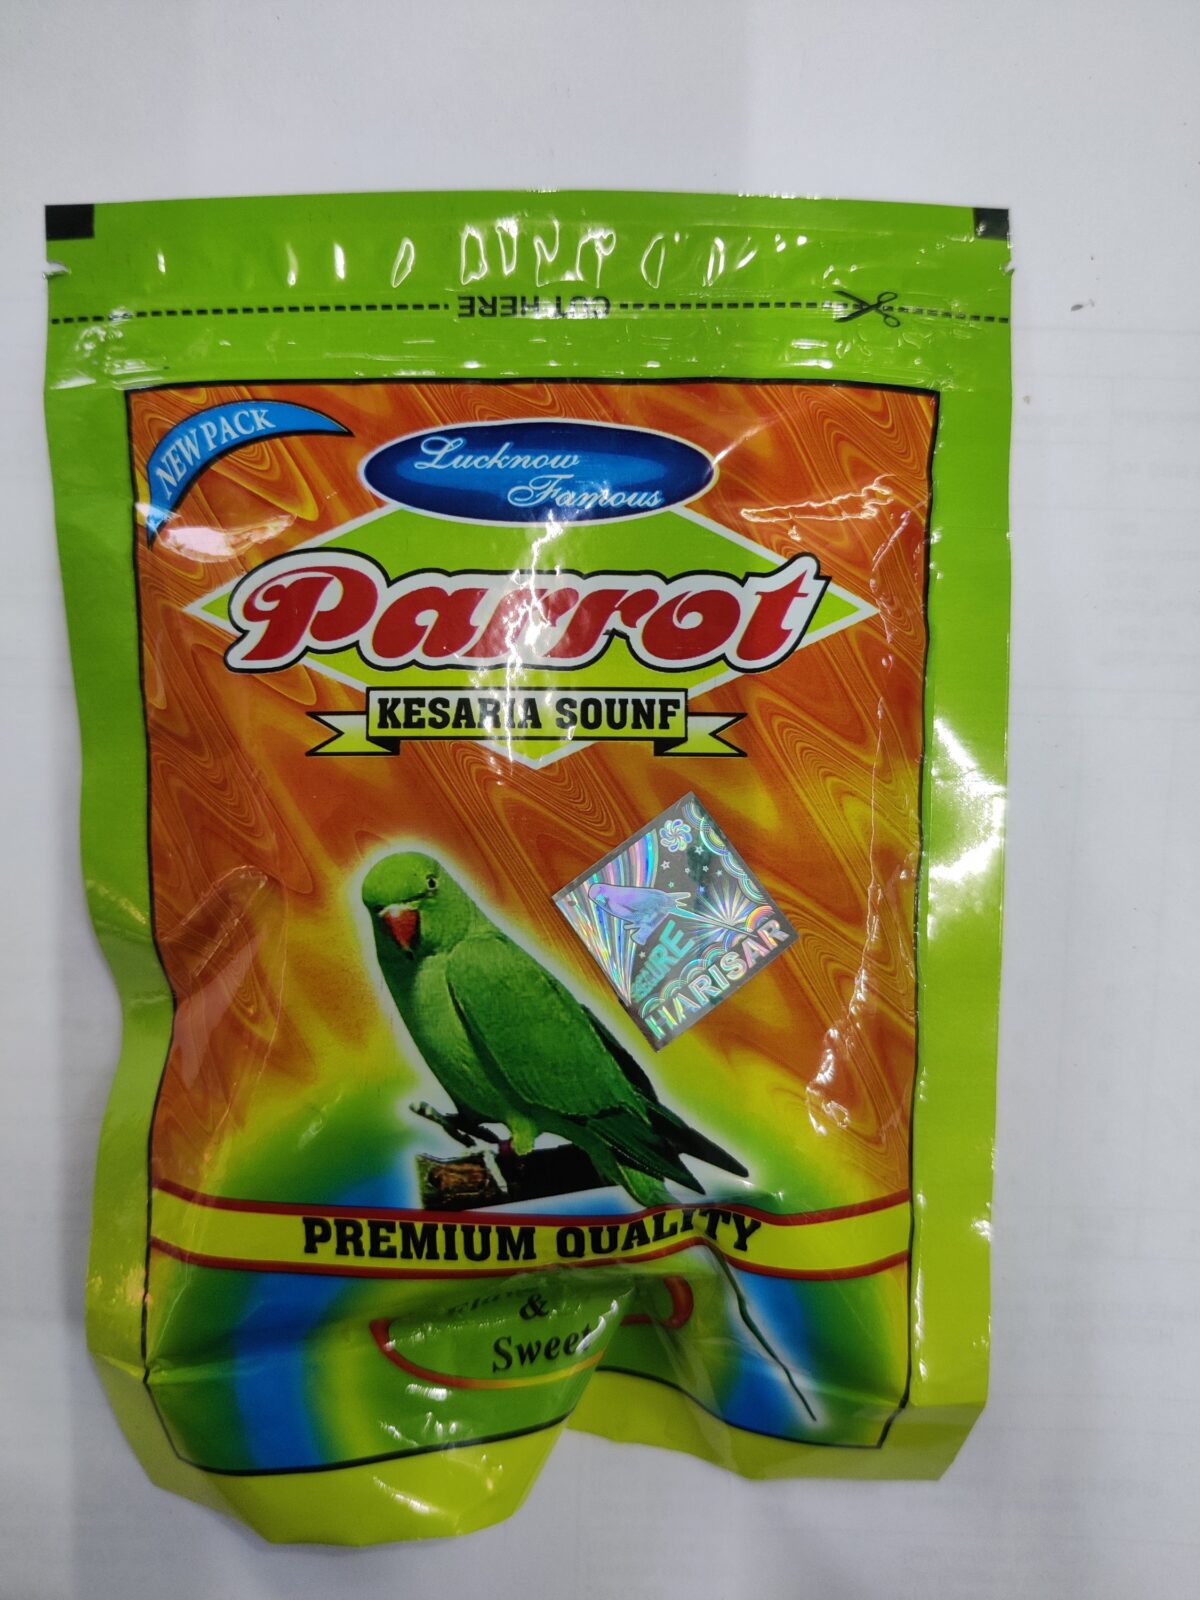 CUT HERE
NEW PACK
Lucknow
Famous
Parrot
KESARIA SOUNF
SECURE
HARISAR
PREMIUM QUALITY
&
Sweet